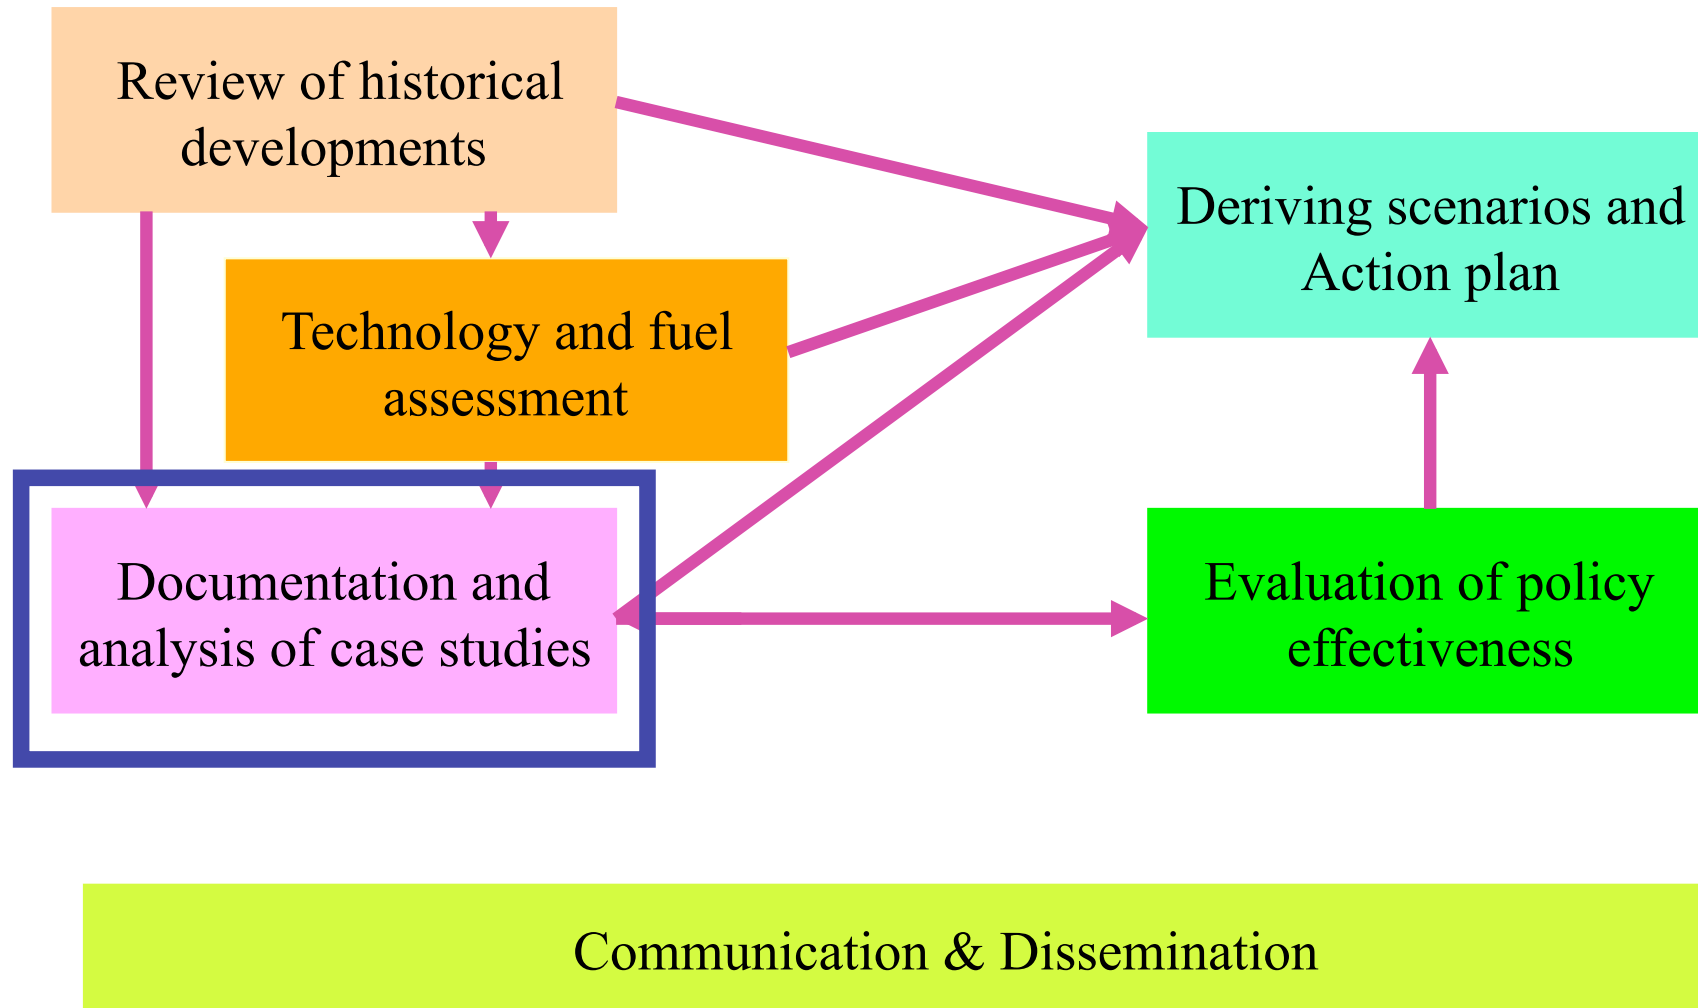 Review of historical
developments
Deriving scenarios and
Action plan
Technology and fuel
assessment
Documentation and
analysis of case studies
Evaluation of policy
effectiveness
Communication & Dissemination